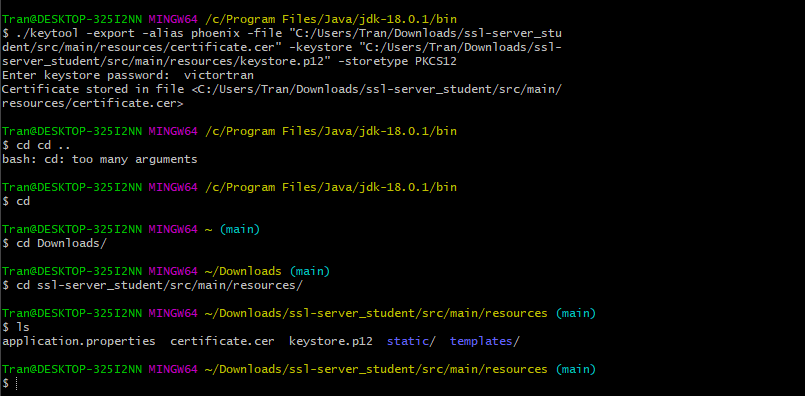 Tran@DESKTOP-325I2NN MINGW64 /c/Program Files/Java/jdk-18.0.1/bin
$ ./keytool -export -alias phoenix -file "C:/Users/Tran/Downloads/ssl-server_stu
dent/src/main/resources/certificate.cer" -keystore "C:/Users/Tran/Downloads/ssl-
server_student/src/main/resources/keystore.p12" -storetype PKCS12
Enter keystore password:  victortran
Certificate stored in file <C:/Users/Tran/Downloads/ssl-server_student/src/main/
resources/certificate.cer>
Tran@DESKTOP-325I2NN MINGW64 /c/Program Files/Java/jdk-18.0.1/bin
$ cd cd ..
bash: cd: too many arguments
Tran@DESKTOP-325I2NN MINGW64 /c/Program Files/Java/jdk-18.0.1/bin
$ cd
Tran@DESKTOP-325I2NN MINGW64 ~ (main)
$ cd Downloads/
Tran@DESKTOP-325I2NN MINGW64 ~/Downloads (main)
$ cd ssl-server_student/src/main/resources/
Tran@DESKTOP-325I2NN MINGW64 ~/Downloads/ssl-server_student/src/main/resources (main)
$ ls
application.properties  certificate.cer  keystore.p12  static/  templates/
Tran@DESKTOP-325I2NN MINGW64 ~/Downloads/ssl-server_student/src/main/resources (main)
$